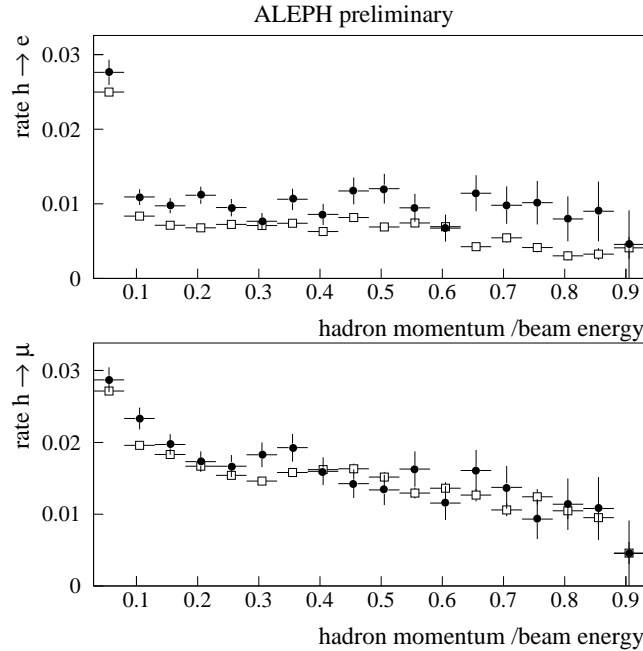 ALEPH preliminary
rate h → e
0.03
0.02
0.01
0
0.1 0.2 0.3 0.4 0.5 0.6 0.7 0.8 0.9
hadron momentum /beam energy
rate h → μ
0.03
0.02
0.01
0
0.1 0.2 0.3 0.4 0.5 0.6 0.7 0.8 0.9
hadron momentum /beam energy